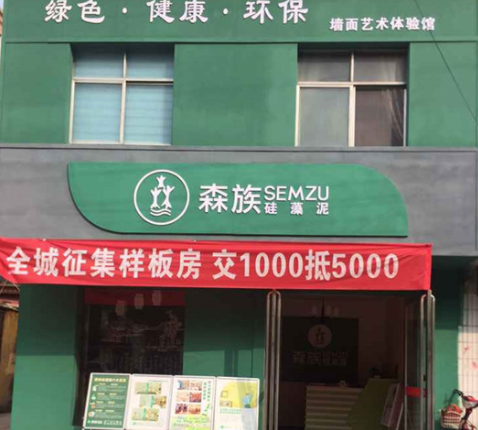 绿色·健康·环保
墙面艺术体验馆
森族SEMZU
硅藻泥
全城征集样板房 交1000抵5000
森族